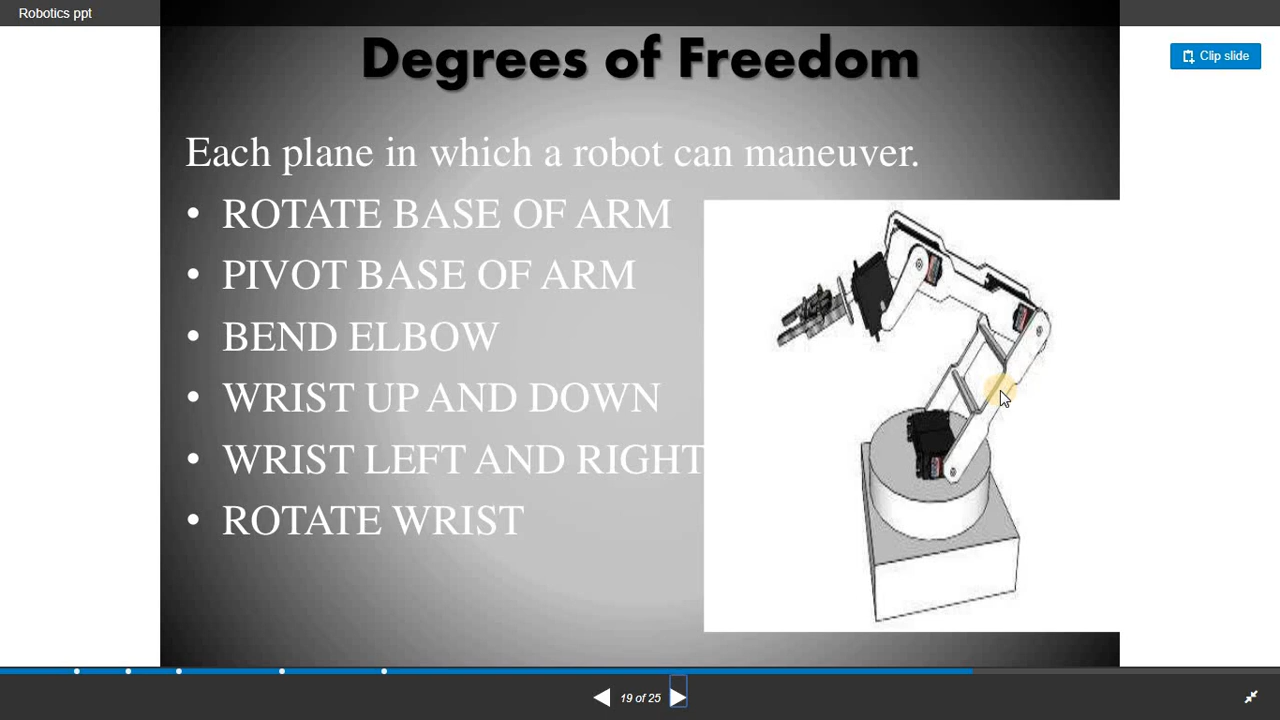 Robotics ppt
Clip slide
Degrees of Freedom
Each plane in which a robot can maneuver.
• ROTATE BASE OF ARM
• PIVOT BASE OF ARM
• BEND ELBOW
• WRIST UP AND DOWN
• WRIST LEFT AND RIGHT
• ROTATE WRIST
19 of 25